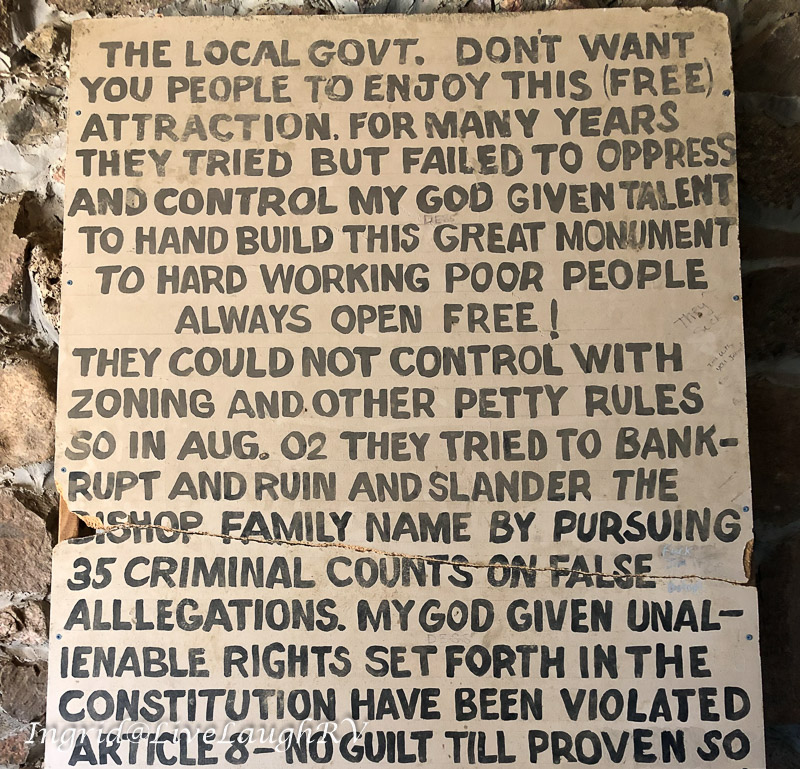 THE LOCAL GOVT. DON'T WANT
YOU PEOPLE TO ENJOY THIS (FREE)
ATTRACTION. FOR MANY YEARS
THEY TRIED BUT FAILED TO OPPRESS
AND CONTROL MY GOD GIVEN TALENT
TO HAND BUILD THIS GREAT MONUMENT
TO HARD WORKING POOR PEOPLE
ALWAYS OPEN FREE!
THEY COULD NOT CONTROL WITH
ZONING AND OTHER PETTY RULES
SO IN AUG. 02 THEY TRIED TO BANK-
RUPT AND RUIN AND SLANDER THE
BISHOP FAMILY NAME BY PURSUING
35 CRIMINAL COUNTS ON FALSE
ALLLEGATIONS. MY GOD GIVEN UNAL-
IENABLE RIGHTS SET FORTH IN THE
CONSTITUTION HAVE BEEN VIOLATED
ARTICLE 8 - NO GUILT TILL PROVEN SO
Ingrid@LiveLaughRV